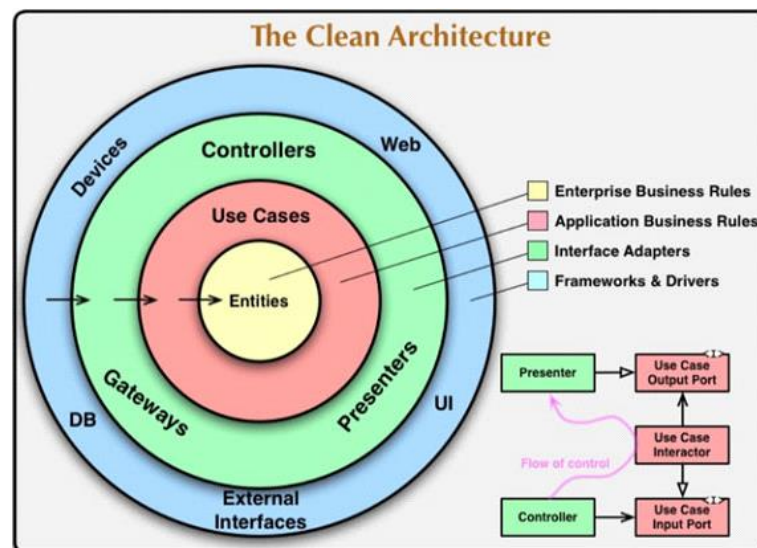 The Clean Architecture
Devices
Web
Controllers
Use Cases
Entities
Gateways
Presenters
DB
UI
External
Interfaces
Enterprise Business Rules
Application Business Rules
Interface Adapters
Frameworks & Drivers
Presenter
<I>
Use Case
Output Port
Use Case
Interactor
Flow of control
Controller
<I>
Use Case
Input Port